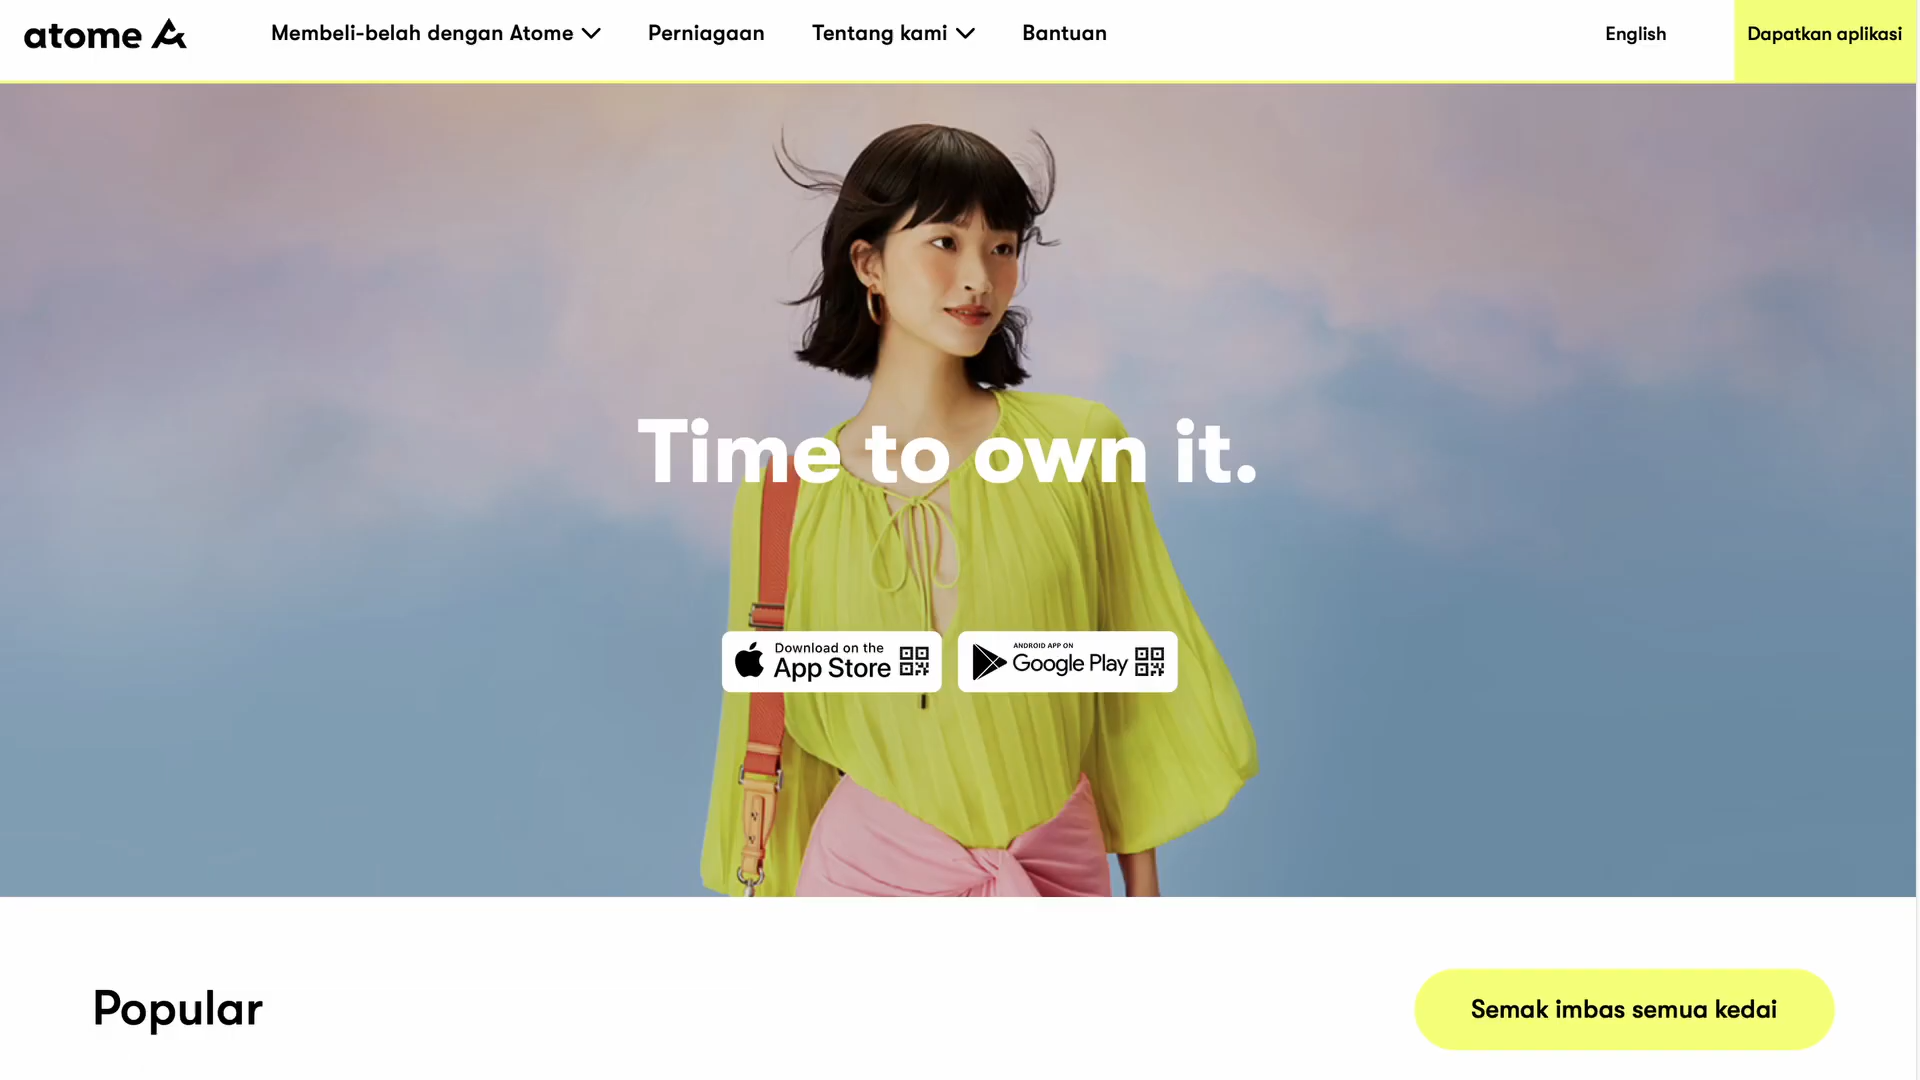 atome
Membeli-belah dengan Atome
Perniagaan
Tentang kami
Bantuan
English
Dapatkan aplikasi
Time to own it.
Download on the
App Store
ANDROID APP ON
Google Play
Popular
Semak imbas semua kedai